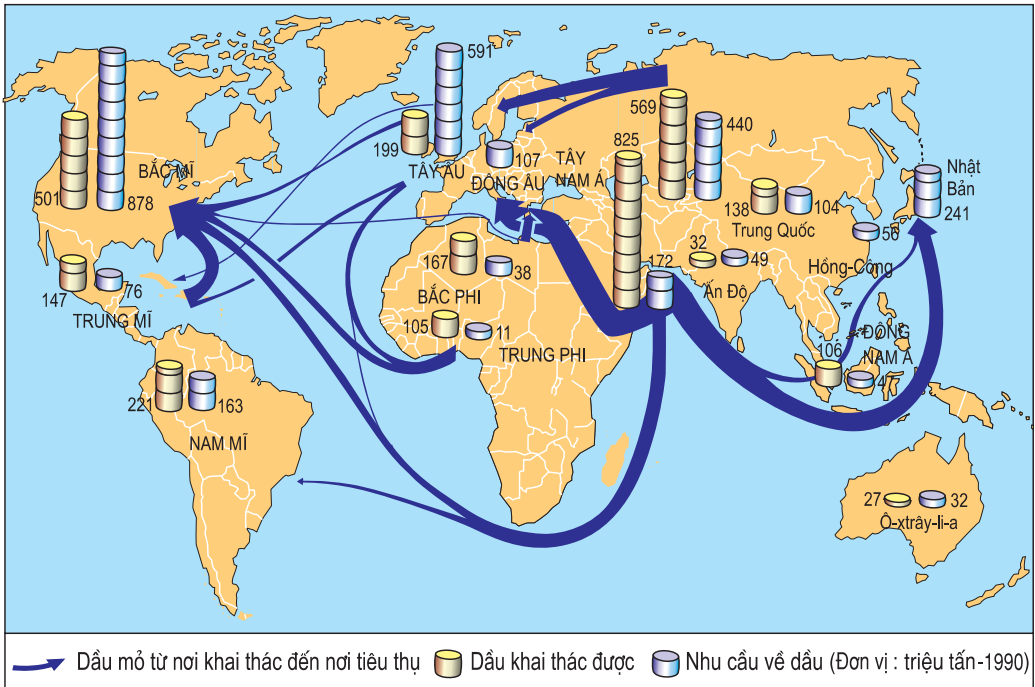 591
569
825
440
BẮC MĨ
501
878
199
TÂY ÂU
107
ĐÔNG ÂU
TÂY
NAM Á
Nhật
Bản
241
138
104
Trung Quốc
56
Hồng-Công
32
49
Ấn Độ
172
147
76
TRUNG MĨ
167
38
BẮC PHI
105
11
TRUNG PHI
106
ĐÔNG
NAM Á
47
221
163
NAM MĨ
27
32
Ô-xtrây-li-a
Dầu mỏ từ nơi khai thác đến nơi tiêu thụ Dầu khai thác được Nhu cầu về dầu (Đơn vị : triệu tấn-1990)